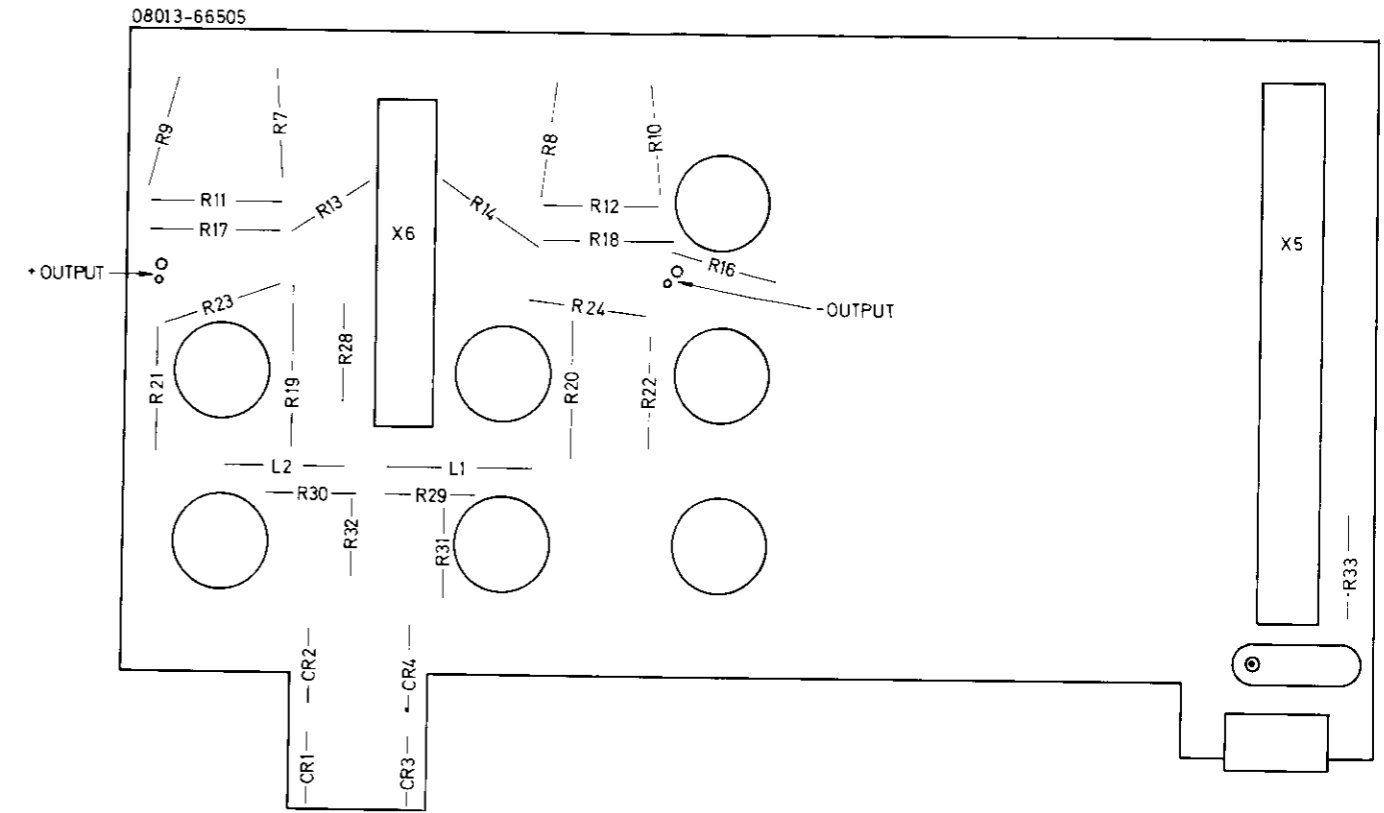 08013-66505
R9
R7
R8
R10
R11
R13
R14
R12
R17
X6
R18
X5
+ OUTPUT
R16
R23
R24
-OUTPUT
R28
R21
R19
R20
R22
L2
L1
R30
R29
R32
R31
R33
CR2
CR4
CR1
CR3